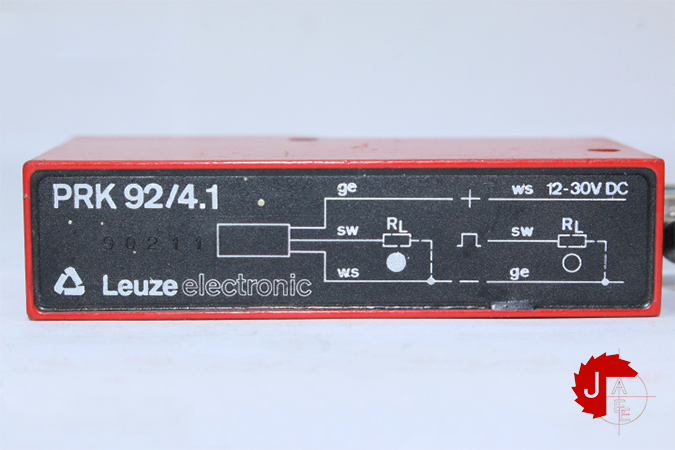 PRK 92/4.1
90211
ge + ws 12-30V DC
sw RL sw RL
ws — ge
Leuze electronic
J